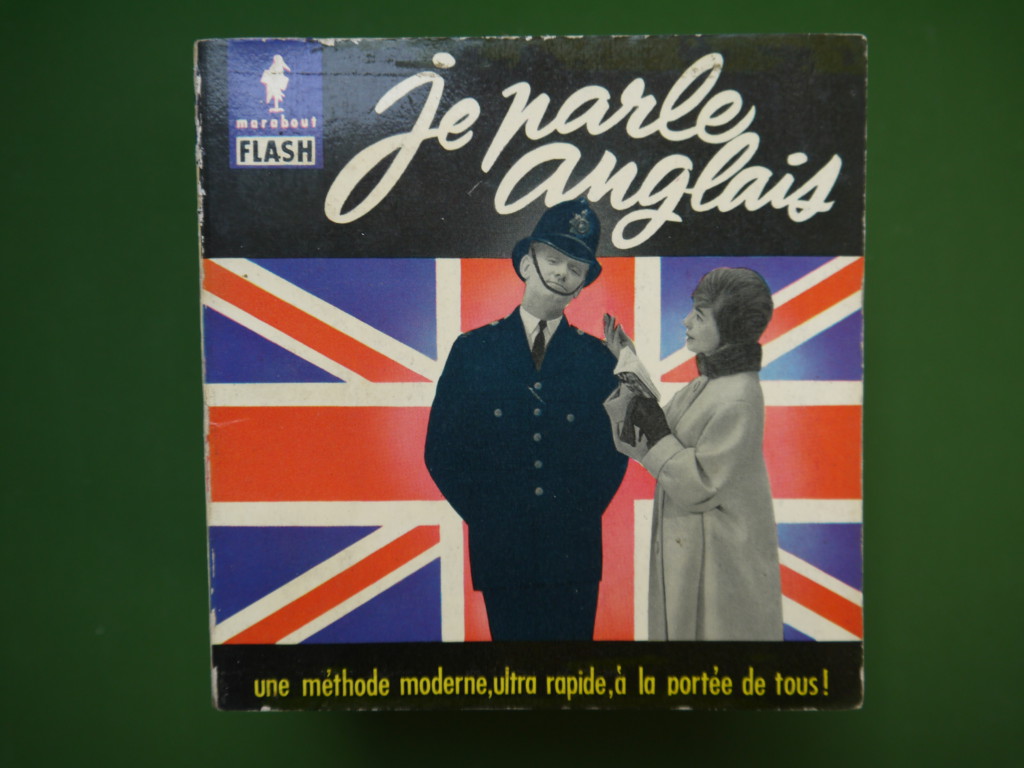 marabout
FLASH
je parle
anglais
une méthode moderne,ultra rapide,à la portée de tous!